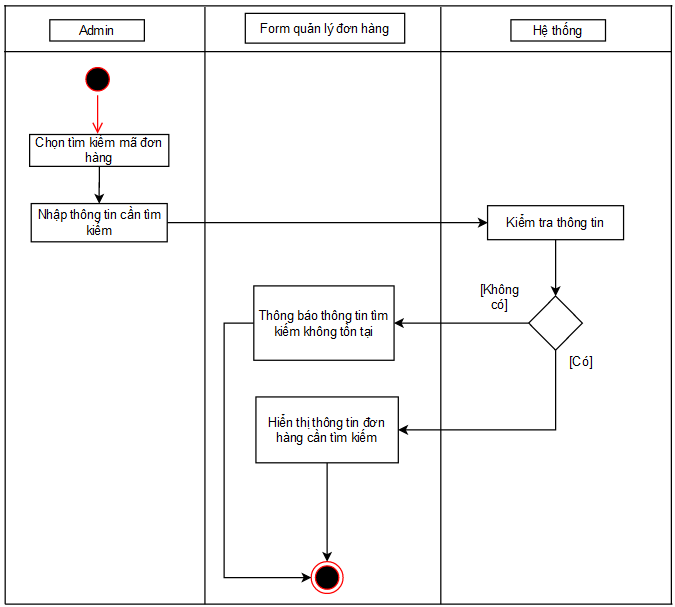 Admin
Form quản lý đơn hàng
Hệ thống
Chọn tìm kiếm mã đơn
hàng
Nhập thông tin cần tìm
kiếm
Kiểm tra thông tin
[Không
có]
Thông báo thông tin tìm
kiếm không tồn tại
[Có]
Hiển thị thông tin đơn
hàng cần tìm kiếm